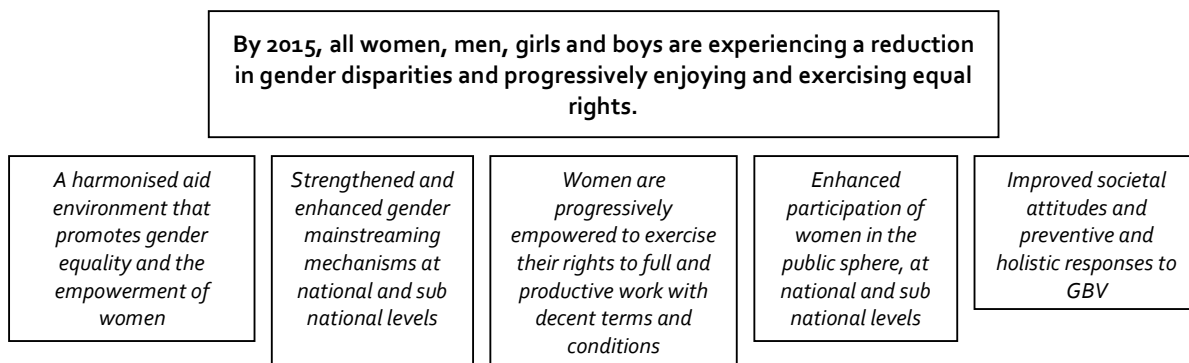 By 2015, all women, men, girls and boys are experiencing a reduction
in gender disparities and progressively enjoying and exercising equal
rights.
A harmonised aid
environment that
promotes gender
equality and the
empowerment of
women
Strengthened and
enhanced gender
mainstreaming
mechanisms at
national and sub
national levels
Women are
progressively
empowered to exercise
their rights to full and
productive work with
decent terms and
conditions
Enhanced
participation of
women in the
public sphere, at
national and sub
national levels
Improved societal
attitudes and
preventive and
holistic responses to
GBV